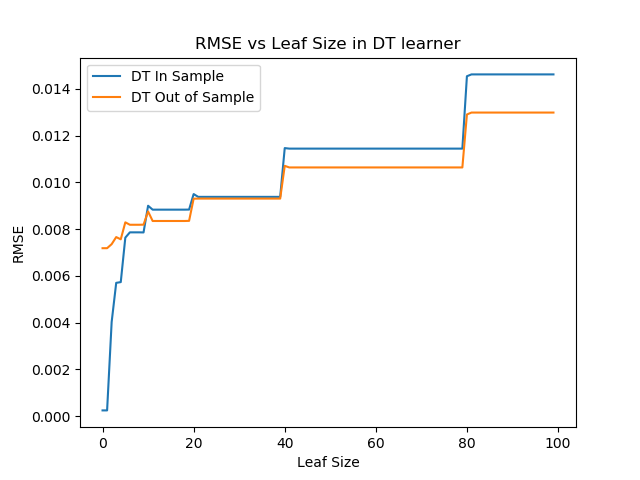 RMSE vs Leaf Size in DT learner
DT In Sample
DT Out of Sample
0.014
0.012
0.010
0.008
0.006
0.004
0.002
0.000
RMSE
0 20 40 60 80 100
Leaf Size